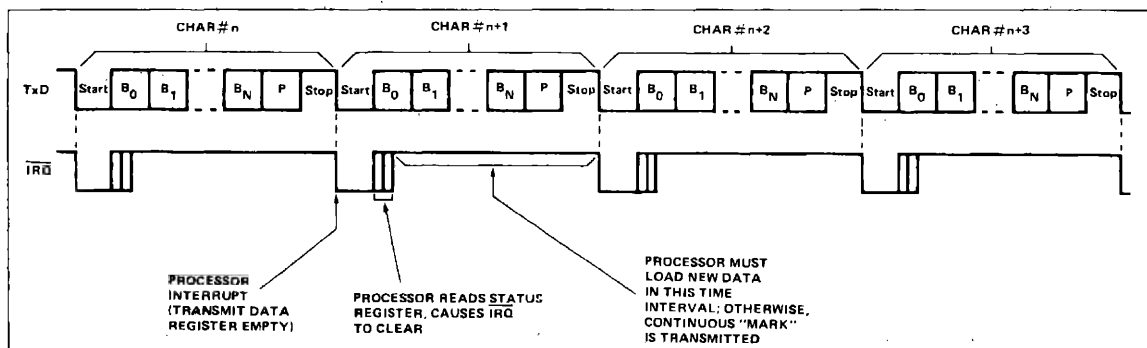 CHAR#n CHAR#n+1 CHAR#n+2 CHAR#n+3
TxD Start B0 B1 BN P Stop Start B0 B1 BN P Stop Start B0 B1 BN P Stop Start B0 B1 BN P Stop
IRQ
PROCESSOR
INTERRUPT
(TRANSMIT DATA
REGISTER EMPTY)
PROCESSOR READS STATUS
REGISTER, CAUSES IRQ
TO CLEAR
PROCESSOR MUST
LOAD NEW DATA
IN THIS TIME
INTERVAL; OTHERWISE,
CONTINUOUS "MARK"
IS TRANSMITTED